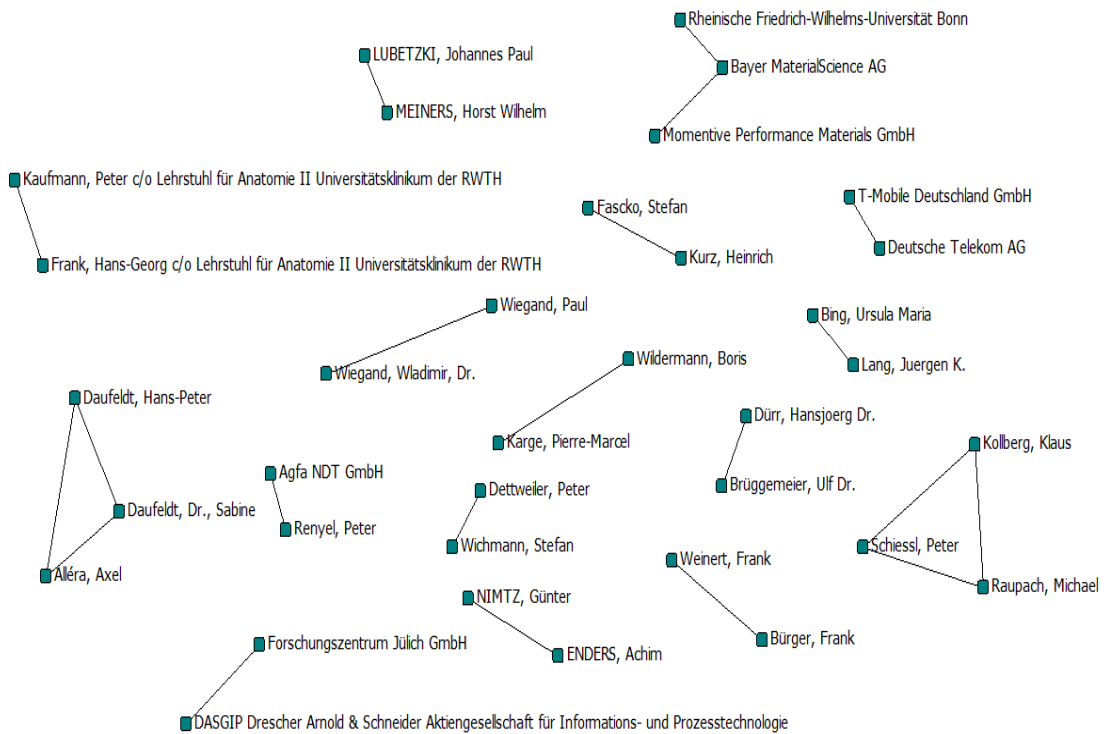 Rheinische Friedrich-Wilhelms-Universität Bonn
LUBETZKI, Johannes Paul
Bayer MaterialScience AG
MEINERS, Horst Wilhelm
Momentive Performance Materials GmbH
Kaufmann, Peter c/o Lehrstuhl für Anatomie II Universitätsklinikum der RWTH
T-Mobile Deutschland GmbH
Fascko, Stefan
Deutsche Telekom AG
Kurz, Heinrich
Frank, Hans-Georg c/o Lehrstuhl für Anatomie II Universitätsklinikum der RWTH
Wiegand, Paul
Bing, Ursula Maria
Wildermann, Boris
Lang, Juergen K.
Wiegand, Wladimir, Dr.
Daufeldt, Hans-Peter
Dürr, Hansjoerg Dr.
Karge, Pierre-Marcel
Kollberg, Klaus
Agfa NDT GmbH
Brüggemeier, Ulf Dr.
Dettweiler, Peter
Daufeldt, Dr., Sabine
Renyel, Peter
Wichmann, Stefan
Schiessl, Peter
Weinert, Frank
Alléra, Axel
Raupach, Michael
NIMTZ, Günter
Bürger, Frank
Forschungszentrum Jülich GmbH
ENDERS, Achim
DASGIP Drescher Arnold & Schneider Aktiengesellschaft für Informations- und Prozesstechnologie